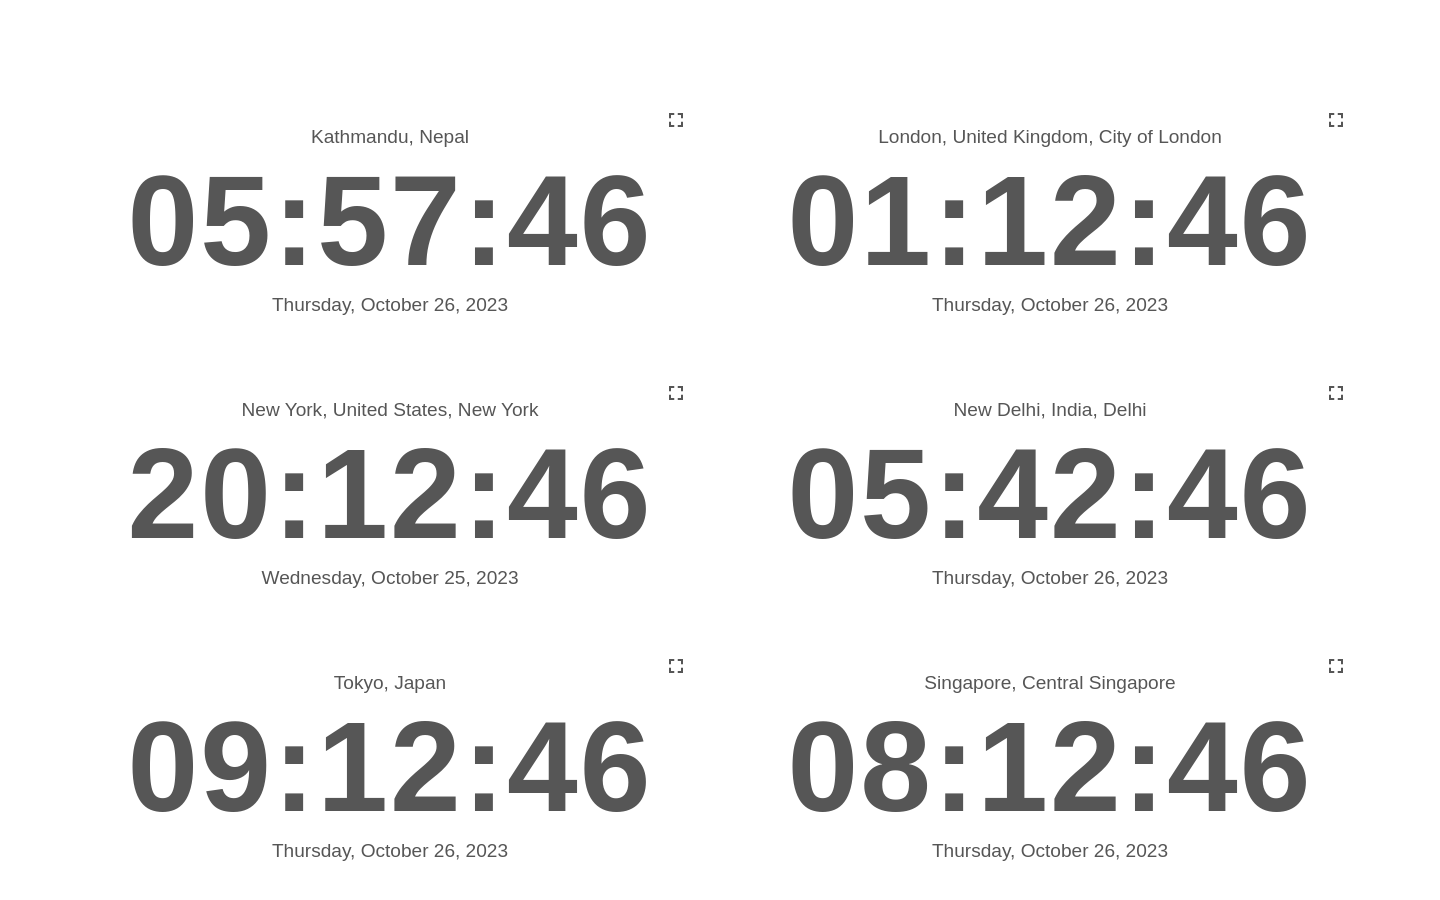 Kathmandu, Nepal
05:57:46
Thursday, October 26, 2023
London, United Kingdom, City of London
01:12:46
Thursday, October 26, 2023
New York, United States, New York
20:12:46
Wednesday, October 25, 2023
New Delhi, India, Delhi
05:42:46
Thursday, October 26, 2023
Tokyo, Japan
09:12:46
Thursday, October 26, 2023
Singapore, Central Singapore
08:12:46
Thursday, October 26, 2023